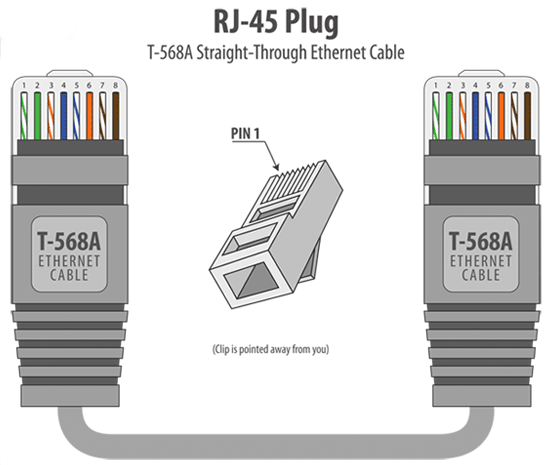 RJ-45 Plug
T-568A Straight-Through Ethernet Cable
1 2 3 4 5 6 7 8
1 2 3 4 5 6 7 8
PIN 1
T-568A
ETHERNET
CABLE
T-568A
ETHERNET
CABLE
(Clip is pointed away from you)